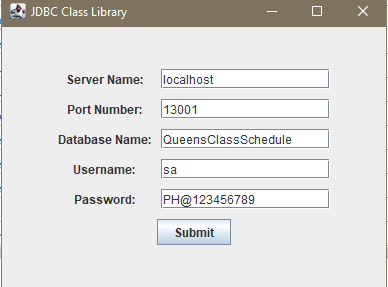 JDBC Class Library
Server Name: localhost
Port Number: 13001
Database Name: QueensClassSchedule
Username: sa
Password: PH@123456789
Submit